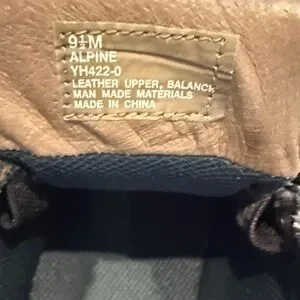 9½M
ALPINE
YH422-0
LEATHER UPPER, BALANCE
MAN MADE MATERIALS
MADE IN CHINA